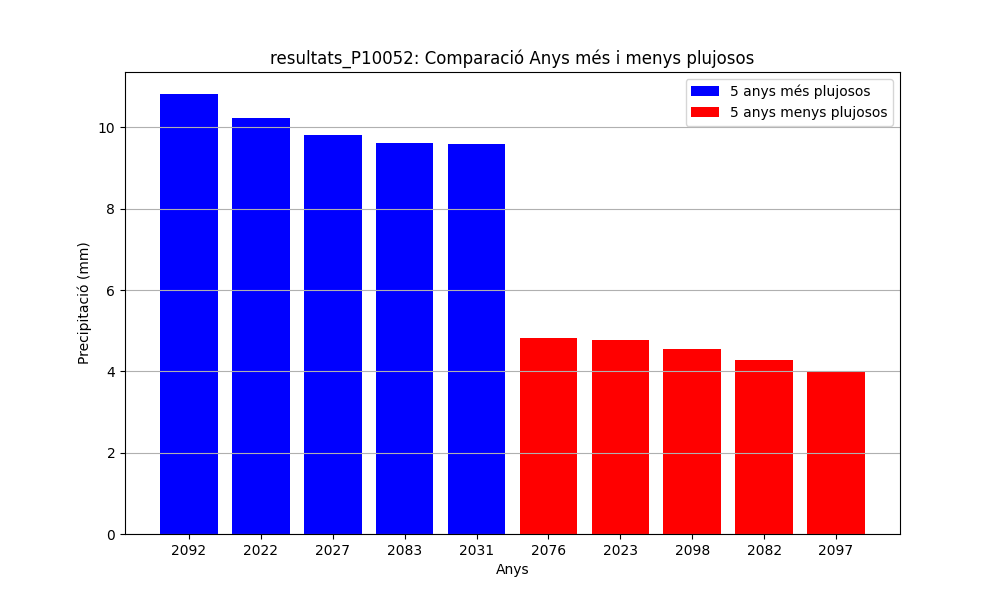 resultats_P10052: Comparació Anys més i menys plujosos
5 anys més plujosos
5 anys menys plujosos
Precipitació (mm)
10
8
6
4
2
0
2092 2022 2027 2083 2031 2076 2023 2098 2082 2097
Anys